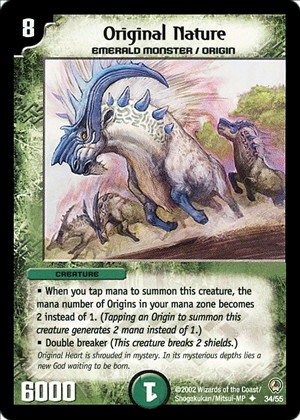 8
Original Nature
EMERALD MONSTER / ORIGIN
CREATURE
■ When you tap mana to summon this creature, the
mana number of Origins in your mana zone becomes
2 instead of 1. (Tapping an Origin to summon this
creature generates 2 mana instead of 1.)
■ Double breaker (This creature breaks 2 shields.)
Original Heart is shrouded in mystery. In its mysterious depths lies a
new God waiting to be born.
6000
1
©2002 Wizards of the Coast/
Shogakukan/Mitsui-MP ♦ 34/55